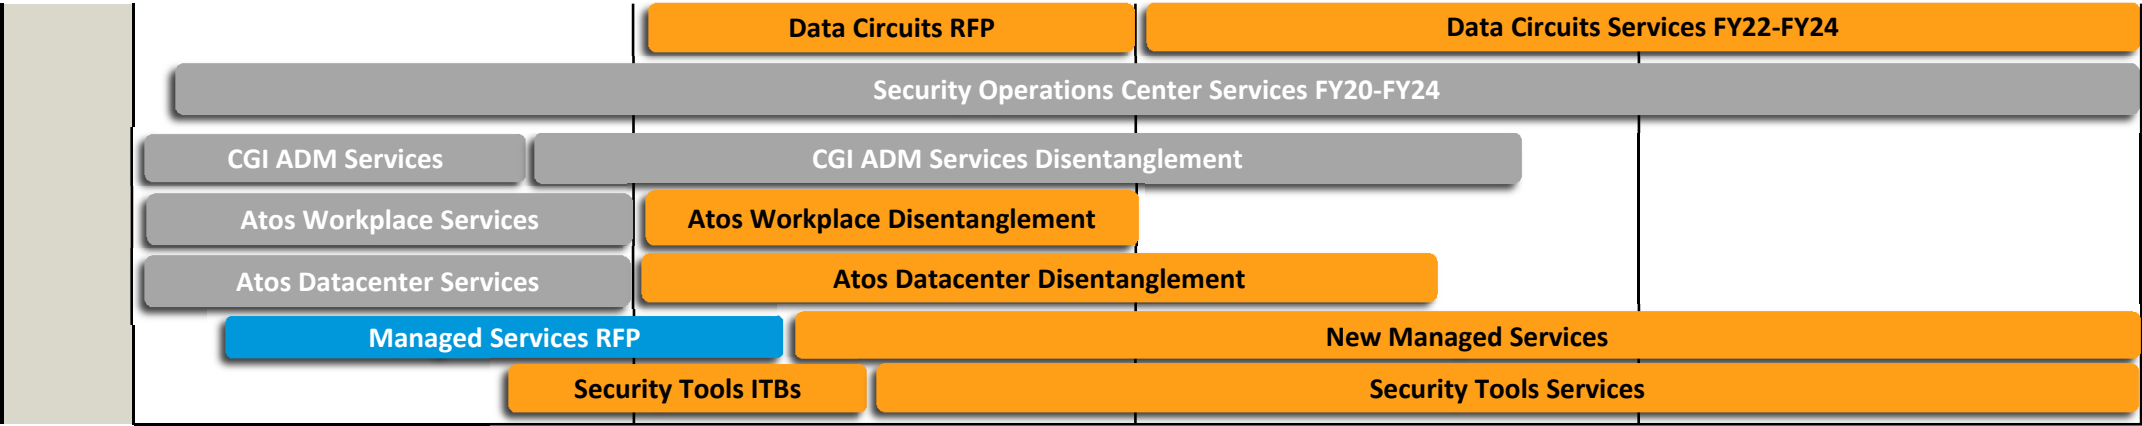 Data Circuits RFP
Data Circuits Services FY22-FY24
Security Operations Center Services FY20-FY24
CGI ADM Services
CGI ADM Services Disentanglement
Atos Workplace Services
Atos Workplace Disentanglement
Atos Datacenter Services
Atos Datacenter Disentanglement
Managed Services RFP
New Managed Services
Security Tools ITBs
Security Tools Services